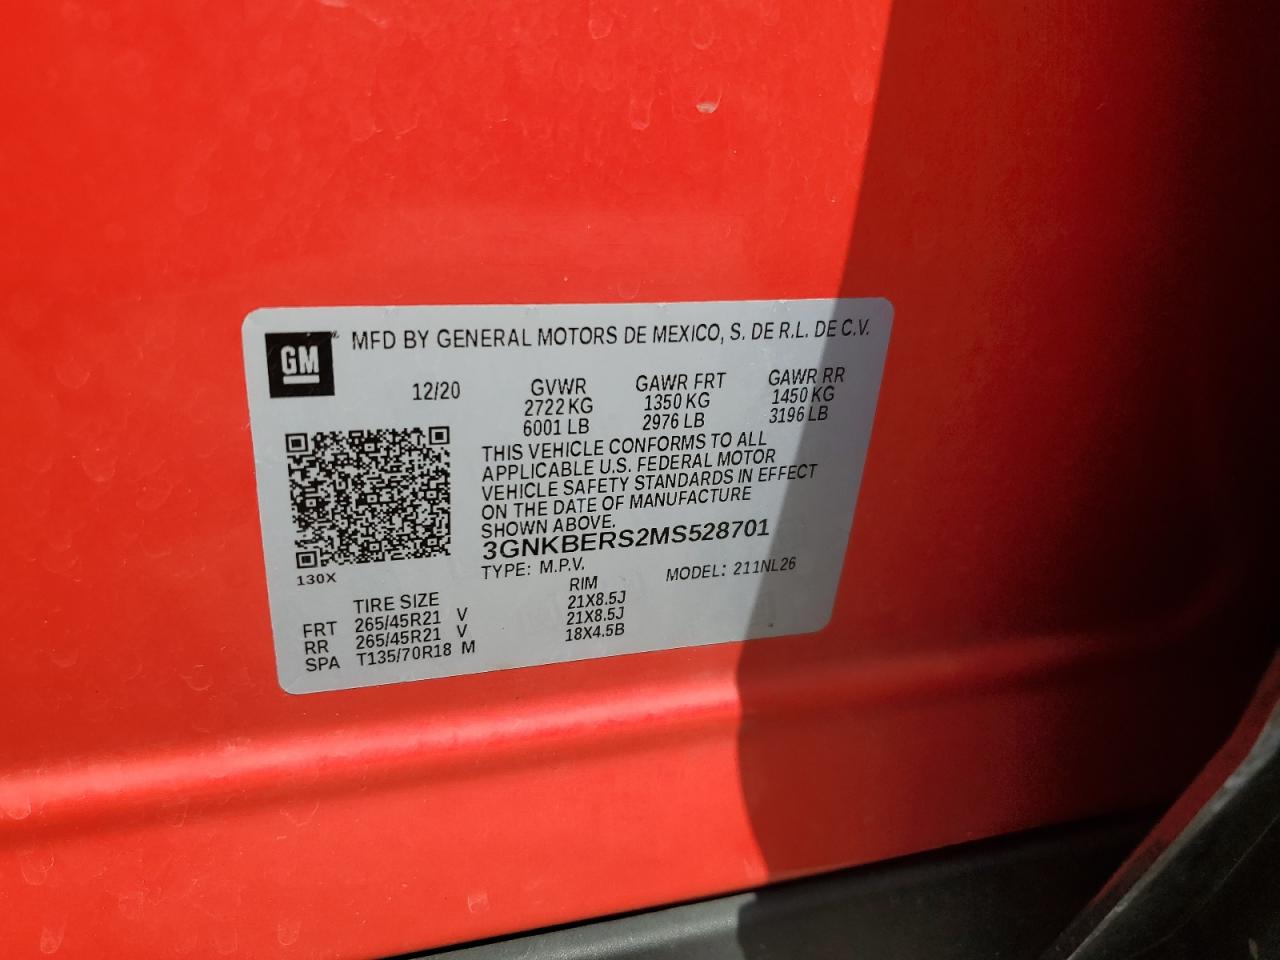 GM
MFD BY GENERAL MOTORS DE MEXICO, S. DE R.L. DE C.V.
12/20 GVWR GAWR FRT GAWR RR
2722 KG 1350 KG 1450 KG
6001 LB 2976 LB 3196 LB
THIS VEHICLE CONFORMS TO ALL
APPLICABLE U.S. FEDERAL MOTOR
VEHICLE SAFETY STANDARDS IN EFFECT
ON THE DATE OF MANUFACTURE
SHOWN ABOVE.
3GNKBERS2MS528701
TYPE: M.P.V. MODEL: 211NL26
130X
TIRE SIZE RIM
FRT 265/45R21 V 21X8.5J
RR 265/45R21 V 21X8.5J
SPA T135/70R18 M 18X4.5B